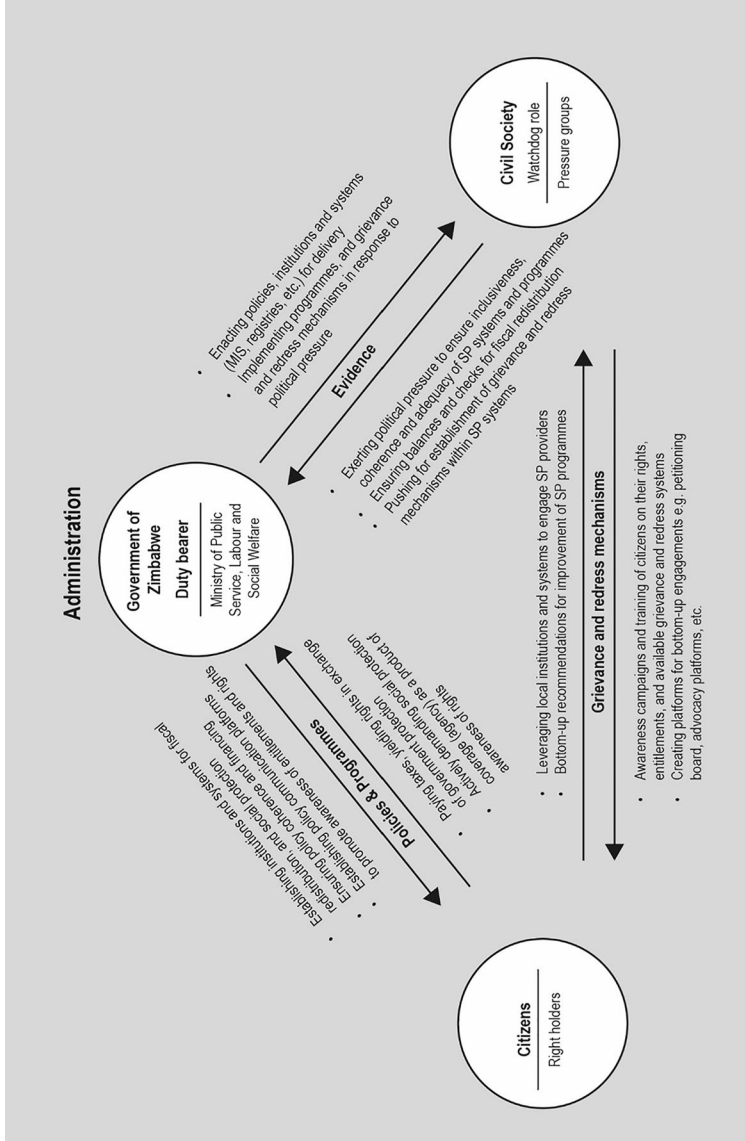 Administration
Government of
Zimbabwe
Duty bearer
Ministry of Public
Service, Labour and
Social Welfare
• Establishing institutions and systems for fiscal
redistribution, and social protection
• Ensuring policy coherence and financing
• Establishing policy communication platforms
to promote awareness of entitlements and rights
Policies & Programmes
• Paying taxes, yielding rights in exchange
of government protection
• Actively demanding social protection
coverage (agency) as a product of
awareness of rights
• Enacting policies, institutions and systems
(MIS, registries, etc.) for delivery
• Implementing programmes, and grievance
and redress mechanisms in response to
political pressure
Evidence
• Exerting political pressure to ensure inclusiveness,
coherence and adequacy of SP systems and programmes
• Ensuring balances and checks for fiscal redistribution
• Pushing for establishment of grievance and redress
mechanisms within SP systems
Citizens
Right holders
Civil Society
Watchdog role
Pressure groups
• Leveraging local institutions and systems to engage SP providers
• Bottom-up recommendations for improvement of SP programmes
Grievance and redress mechanisms
• Awareness campaigns and training of citizens on their rights,
entitlements, and available grievance and redress systems
• Creating platforms for bottom-up engagements e.g. petitioning
board, advocacy platforms, etc.